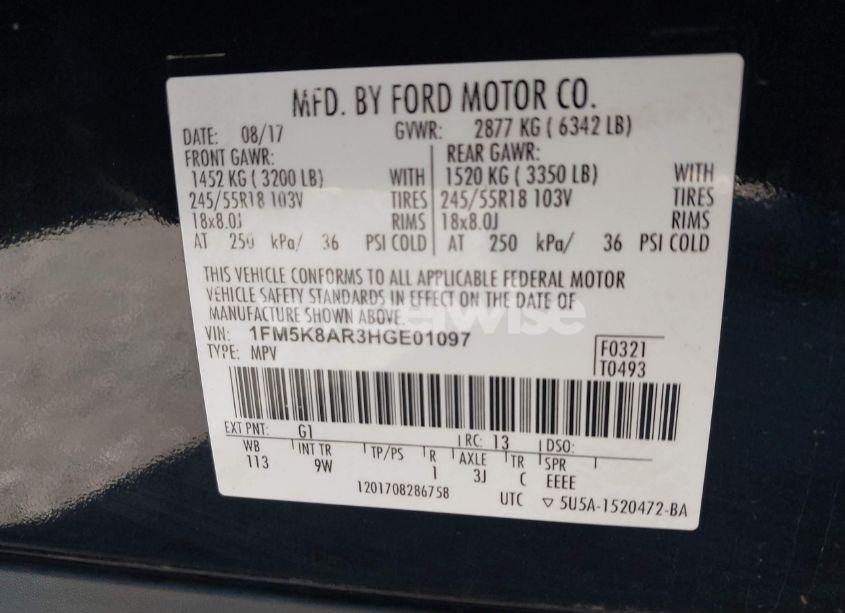 MFD. BY FORD MOTOR CO.
DATE: 08/17 GVWR: 2877 KG ( 6342 LB)
FRONT GAWR: REAR GAWR:
1452 KG ( 3200 LB) WITH 1520 KG ( 3350 LB) WITH
245/55R18 103V TIRES 245/55R18 103V TIRES
18x8.0J RIMS 18x8.0J RIMS
AT 250 kPa/ 36 PSI COLD AT 250 kPa/ 36 PSI COLD
THIS VEHICLE CONFORMS TO ALL APPLICABLE FEDERAL MOTOR
VEHICLE SAFETY STANDARDS IN EFFECT ON THE DATE OF
MANUFACTURE SHOWN ABOVE.
VIN: 1FM5K8AR3HGE01097
TYPE: MPV
F0321
T0493
EXT PNT: G1 RC: 13 DSO:
WB INT TR TP/PS R AXLE TR SPR
113 9W 1 3J C EEEE
1201708286758 UTC ▽ 5U5A-1520472-BA